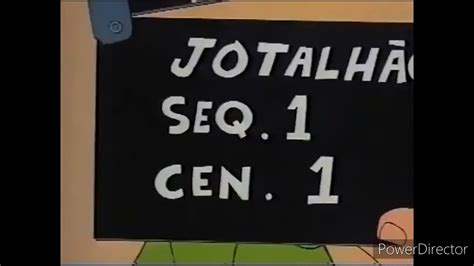 JOTALHÃO
SEQ. 1
CEN. 1
PowerDirector